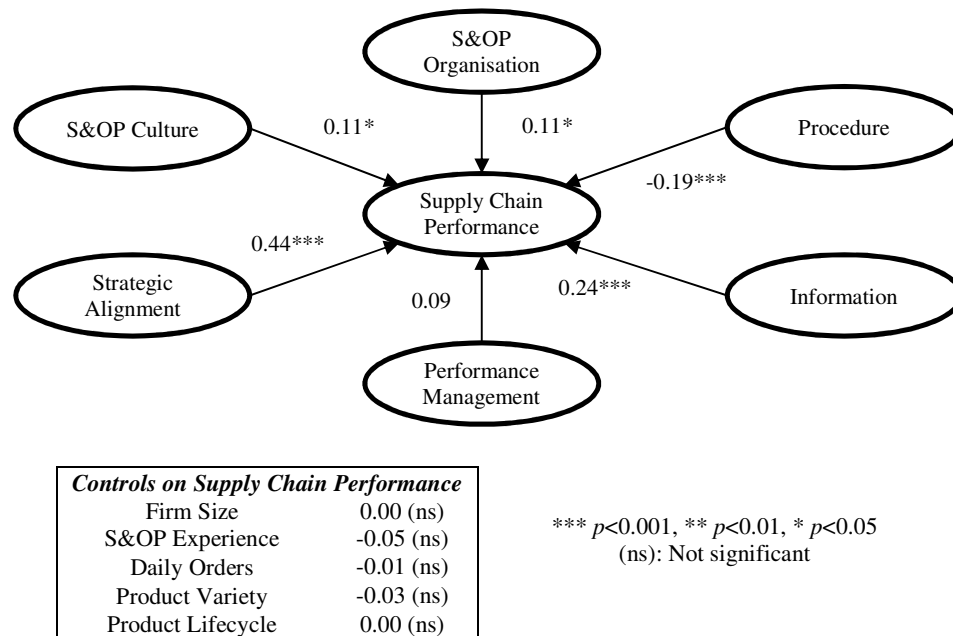 S&OP
Organisation
S&OP Culture
0.11*
0.11*
Procedure
-0.19***
Supply Chain
Performance
0.44***
Strategic
Alignment
0.09
0.24***
Information
Performance
Management
Controls on Supply Chain Performance
Firm Size 0.00 (ns)
S&OP Experience -0.05 (ns)
Daily Orders -0.01 (ns)
Product Variety -0.03 (ns)
Product Lifecycle 0.00 (ns)
*** p<0.001, ** p<0.01, * p<0.05
(ns): Not significant